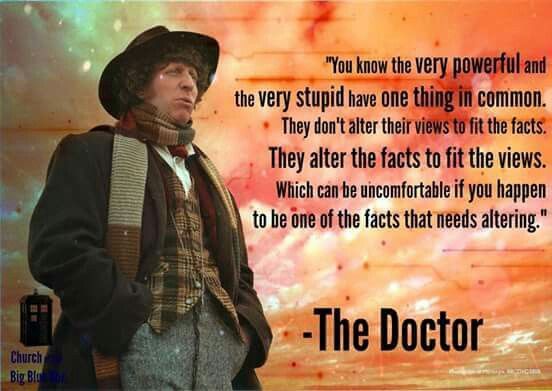 "You know the very powerful and
the very stupid have one thing in common.
They don't alter their views to fit the facts.
They alter the facts to fit the views.
Which can be uncomfortable if you happen
to be one of the facts that needs altering."
-The Doctor
Church
Big